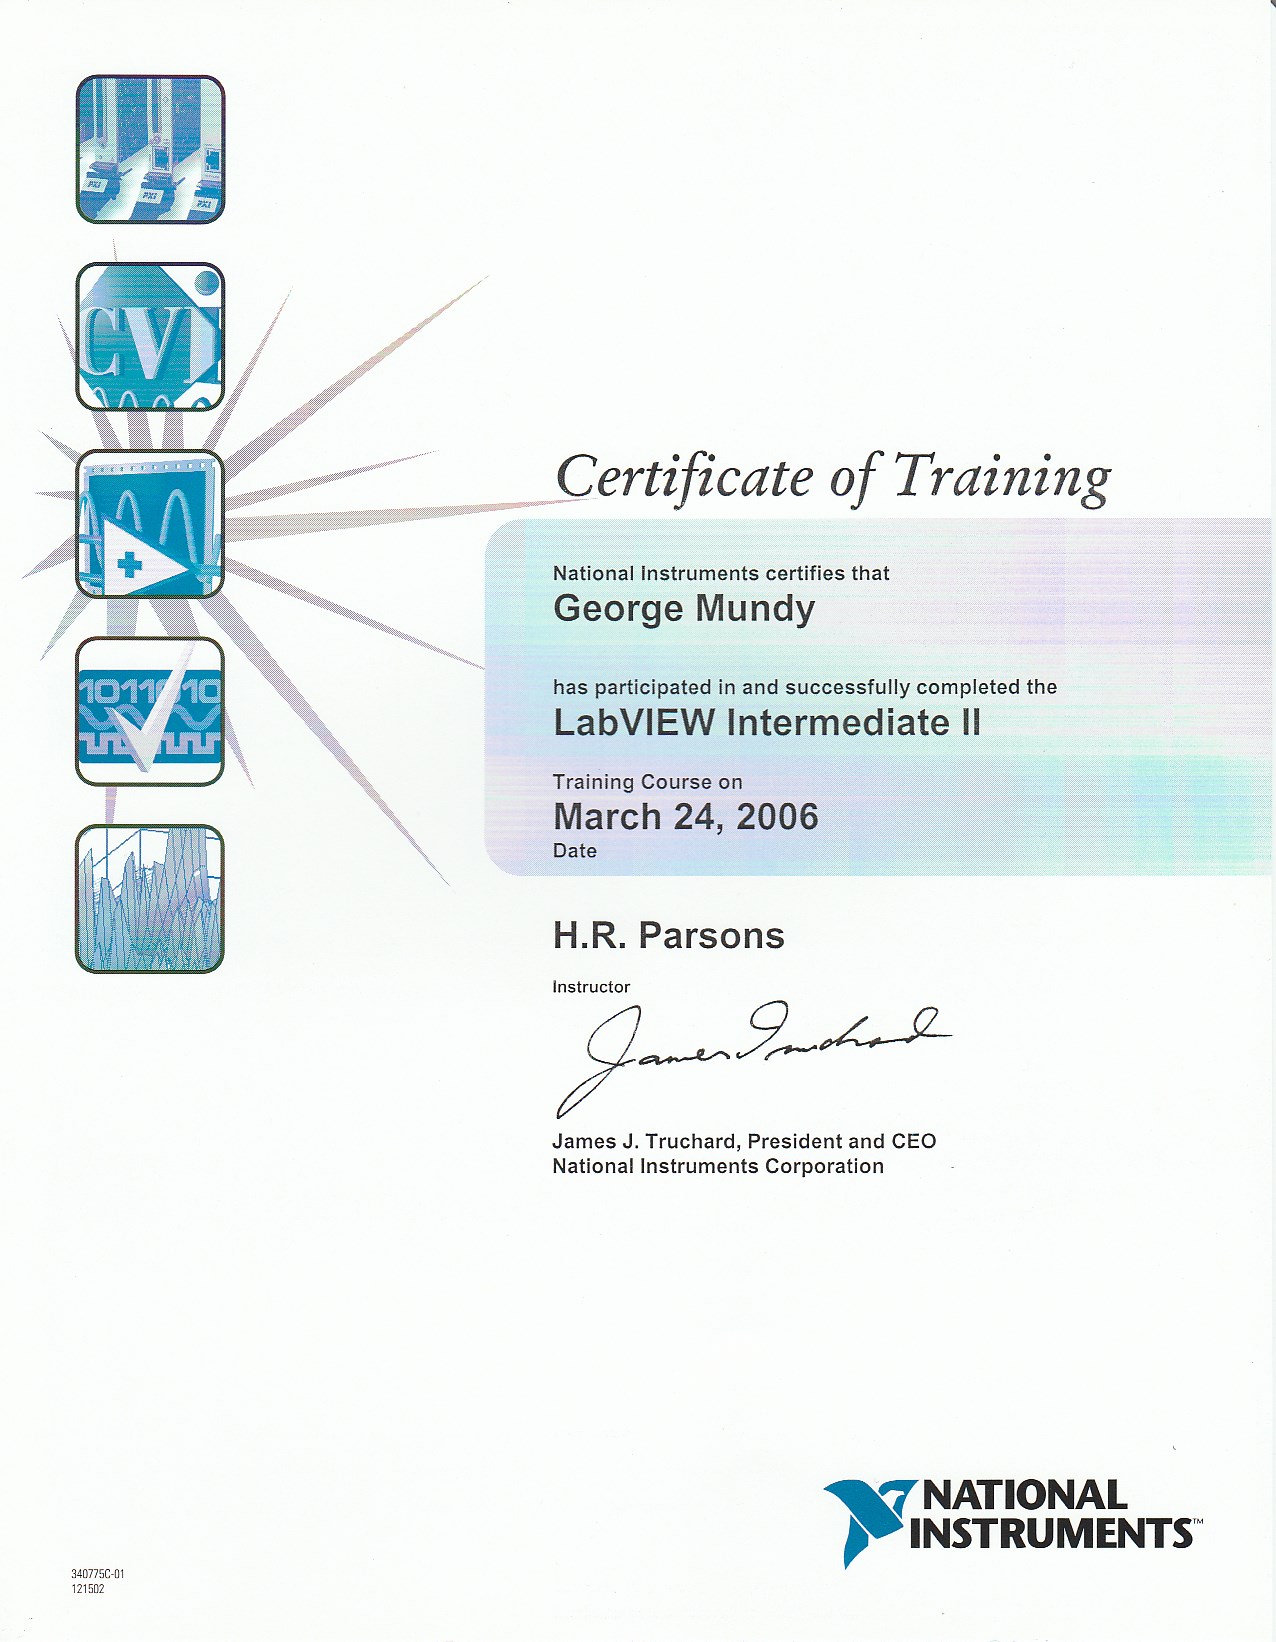 PXI
PXI
PXI
CVI
1011010
Certificate of Training
National Instruments certifies that
George Mundy
has participated in and successfully completed the
LabVIEW Intermediate II
Training Course on
March 24, 2006
Date
H.R. Parsons
Instructor
James Truchard
James J. Truchard, President and CEO
National Instruments Corporation
NATIONAL
INSTRUMENTS™
340775C-01
121502